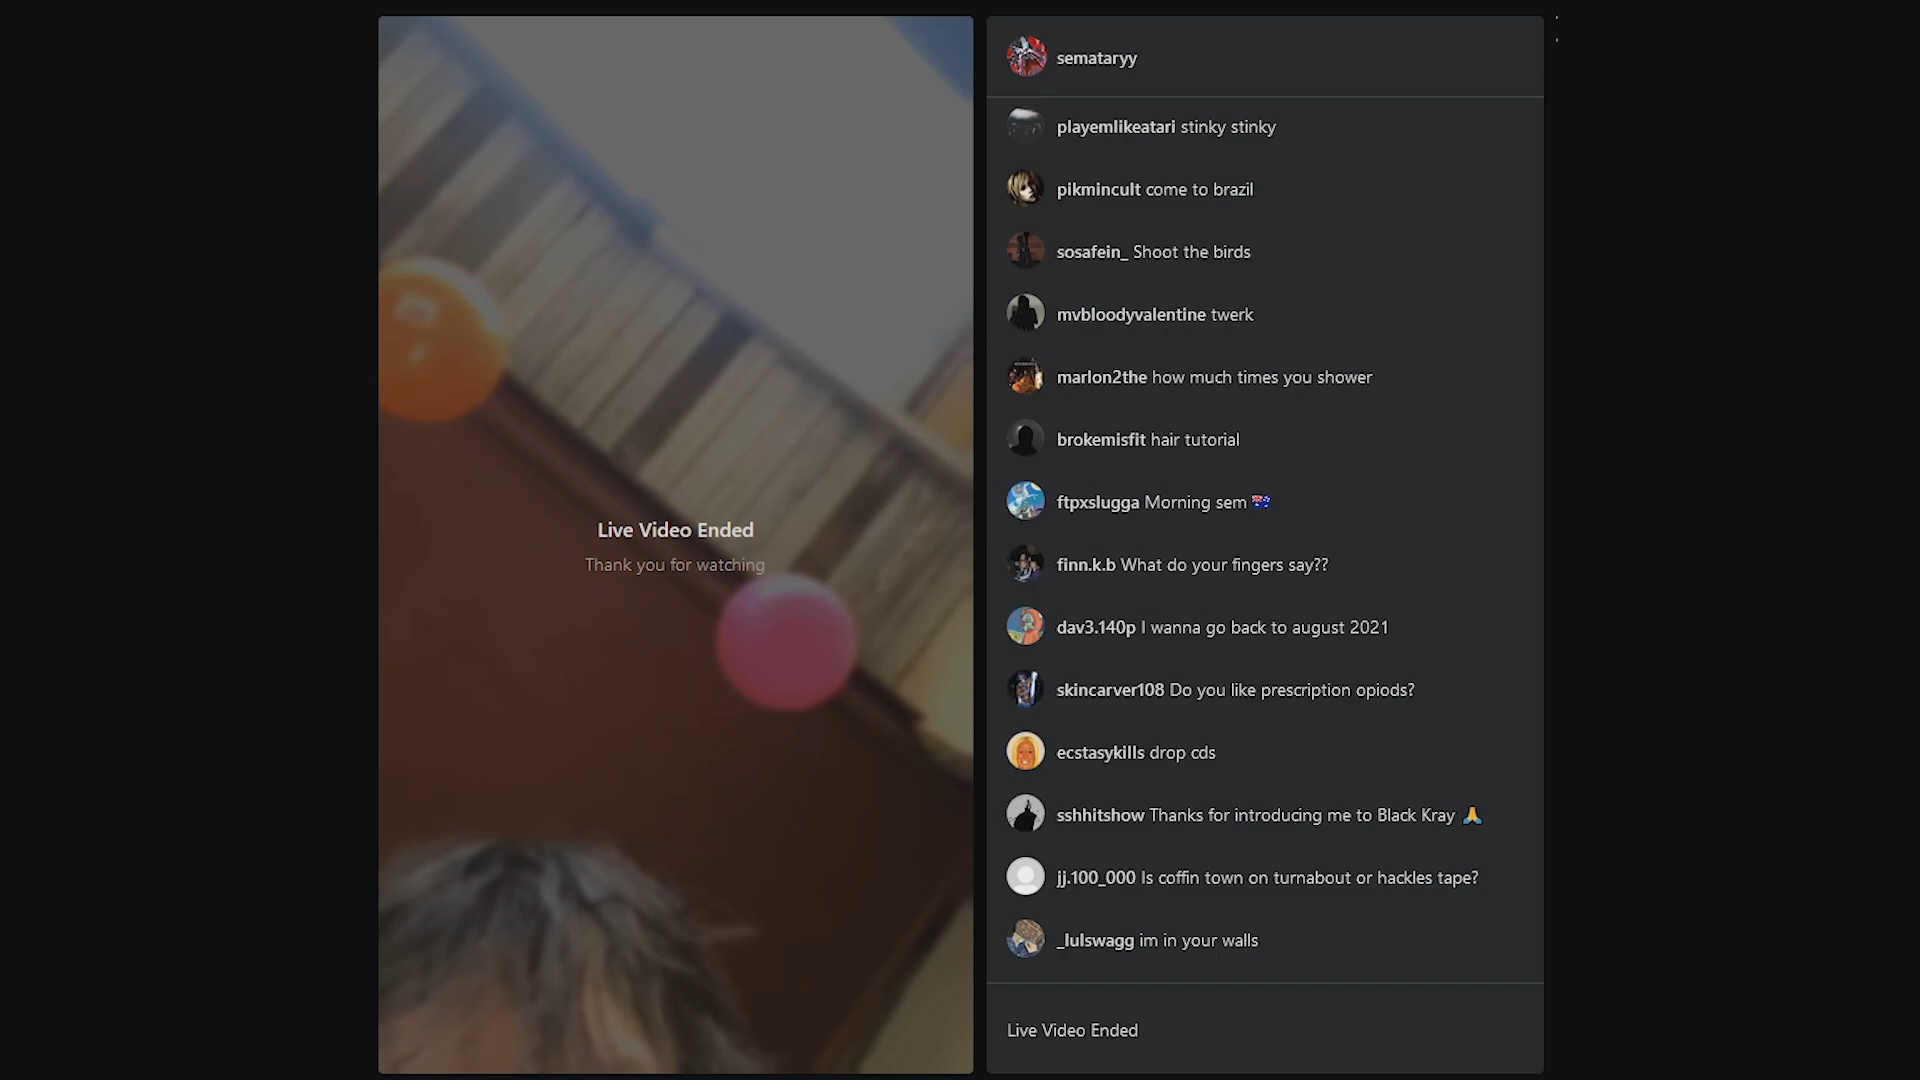 semataryy
playemlikeatari stinky stinky
pikmincult come to brazil
sosafein_ Shoot the birds
mvbloodyvalentine twerk
marlon2the how much times you shower
brokemisfit hair tutorial
ftpxslugga Morning sem 🇦🇺
finn.k.b What do your fingers say??
dav3.140p I wanna go back to august 2021
skincarver108 Do you like prescription opiods?
ecstasykills drop cds
sshhitshow Thanks for introducing me to Black Kray 🙏
jj.100_000 Is coffin town on turnabout or hackles tape?
_lulswagg im in your walls
Live Video Ended
Live Video Ended
Thank you for watching